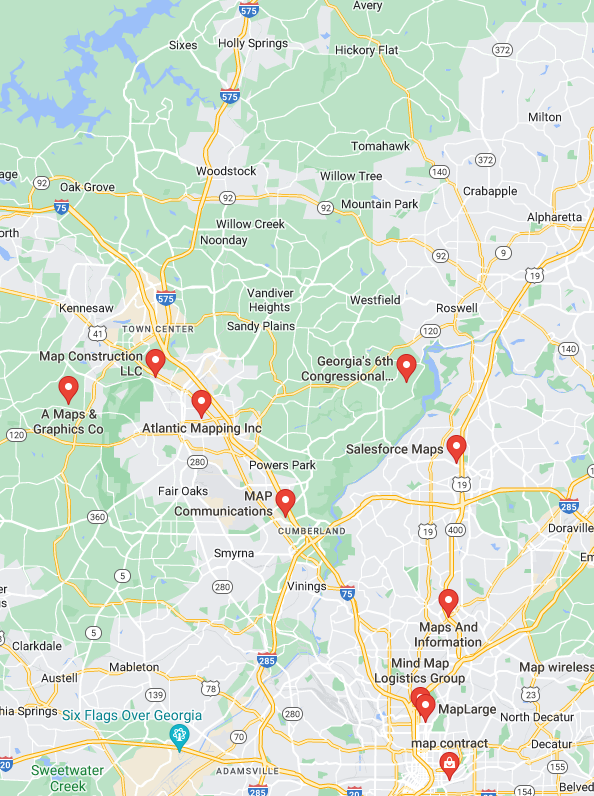 Avery
575
Sixes
Holly Springs
Hickory Flat
372
575
Milton
Tomahawk
372
Woodstock
Willow Tree
140
92
Oak Grove
Crabapple
92
92
Mountain Park
75
Alpharetta
Willow Creek
Noonday
92
9
19
575
Vandiver
Heights
Westfield
Kennesaw
Roswell
TOWN CENTER
Sandy Plains
41
120
140
Map Construction
LLC
Georgia's 6th
Congressional...
A Maps &
Graphics Co
Atlantic Mapping Inc
120
Salesforce Maps
280
Powers Park
19
Fair Oaks
MAP
Communications
285
360
CUMBERLAND
19
400
Doraville
Smyrna
5
280
Vinings
75
Maps And
Information
5
Clarkdale
285
Mind Map
Logistics Group
Mableton
Map wireless
Austell
78
139
23
MapLarge
Six Flags Over Georgia
280
North Decatur
70
map contract
Decatur
20
ADAMSVILLE
155
Sweetwater
Creek
285
20
154
Belved